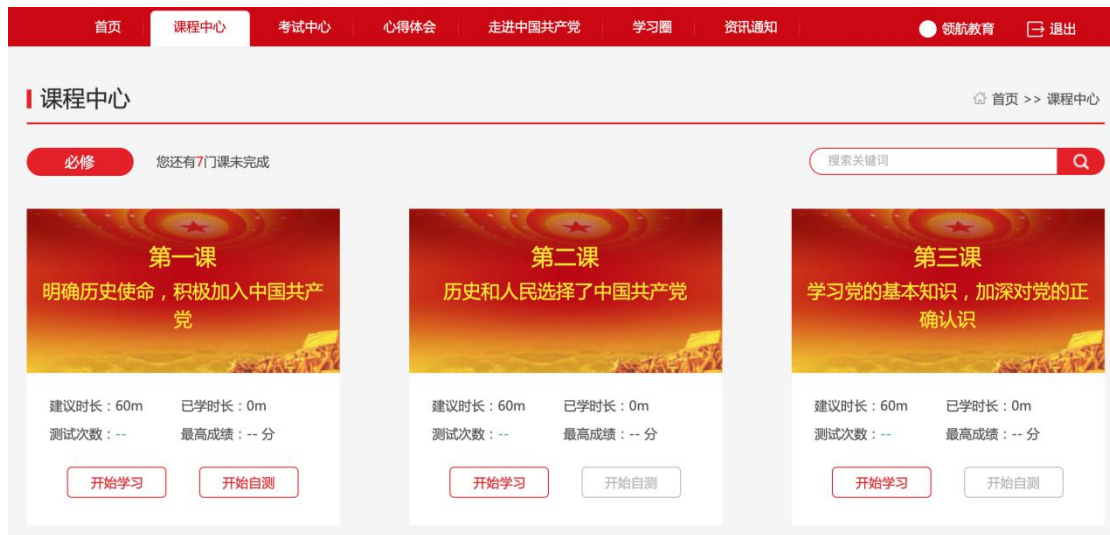 首页 课程中心 考试中心 心得体会 走进中国共产党 学习圈 资讯通知 领航教育 退出
课程中心
首页 >> 课程中心
必修 您还有7门课未完成
搜索关键词
第一课
明确历史使命，积极加入中国共产
党
建议时长：60m 已学时长：0m
测试次数：-- 最高成绩：-- 分
开始学习 开始自测
第二课
历史和人民选择了中国共产党
建议时长：60m 已学时长：0m
测试次数：-- 最高成绩：-- 分
开始学习 开始自测
第三课
学习党的基本知识，加深对党的正
确认识
建议时长：60m 已学时长：0m
测试次数：-- 最高成绩：-- 分
开始学习 开始自测